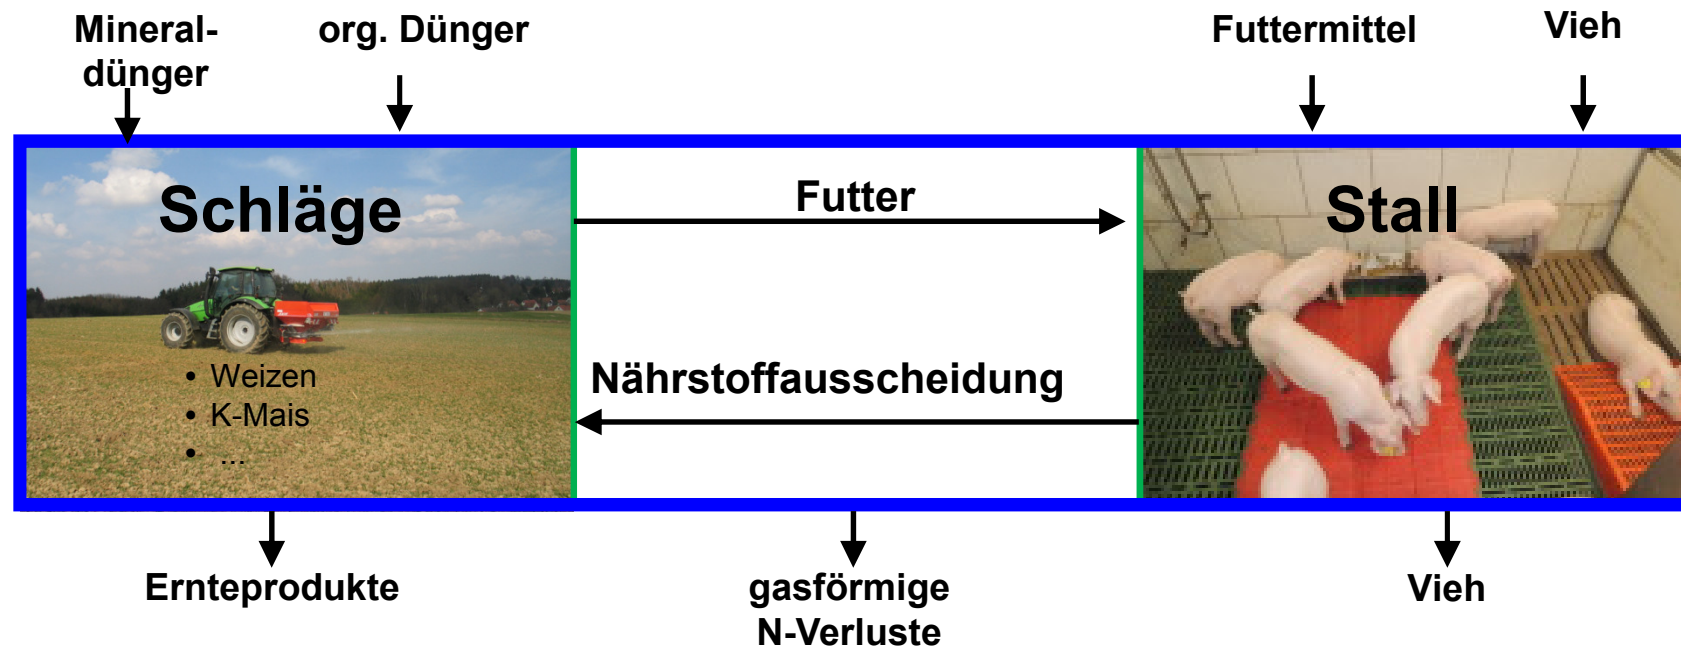 Mineral-
dünger
org. Dünger
Futtermittel
Vieh
Schläge
Futter
Stall
• Weizen
• K-Mais
• ...
Nährstoffausscheidung
Ernteprodukte
gasförmige
N-Verluste
Vieh